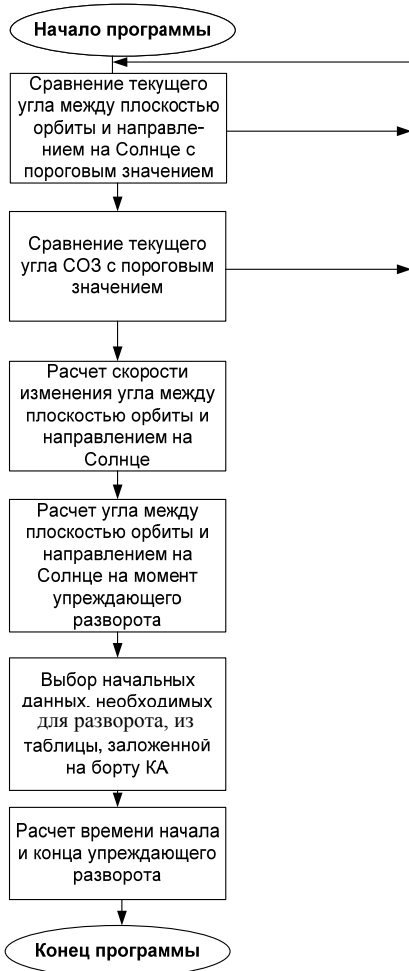 Начало программы
Сравнение текущего
угла между плоскостью
орбиты и направле-
нием на Солнце с
пороговым значением
Сравнение текущего
угла СОЗ с пороговым
значением
Расчет скорости
изменения угла между
плоскостью орбиты и
направлением на
Солнце
Расчет угла между
плоскостью орбиты и
направлением на
Солнце на момент
упреждающего
разворота
Выбор начальных
данных, необходимых
для разворота, из
таблицы, заложенной
на борту КА
Расчет времени начала
и конца упреждающего
разворота
Конец программы